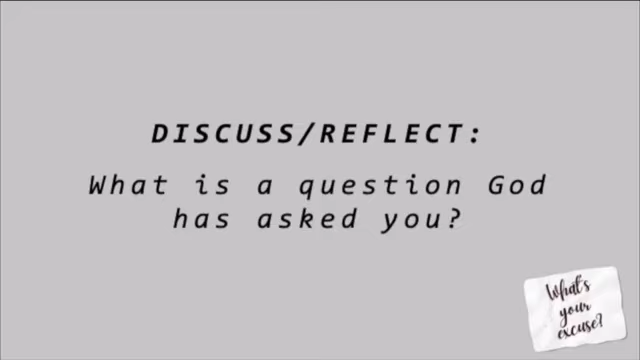 DISCUSS/REFLECT:
What is a question God
has asked you?
What's
your
excuse?